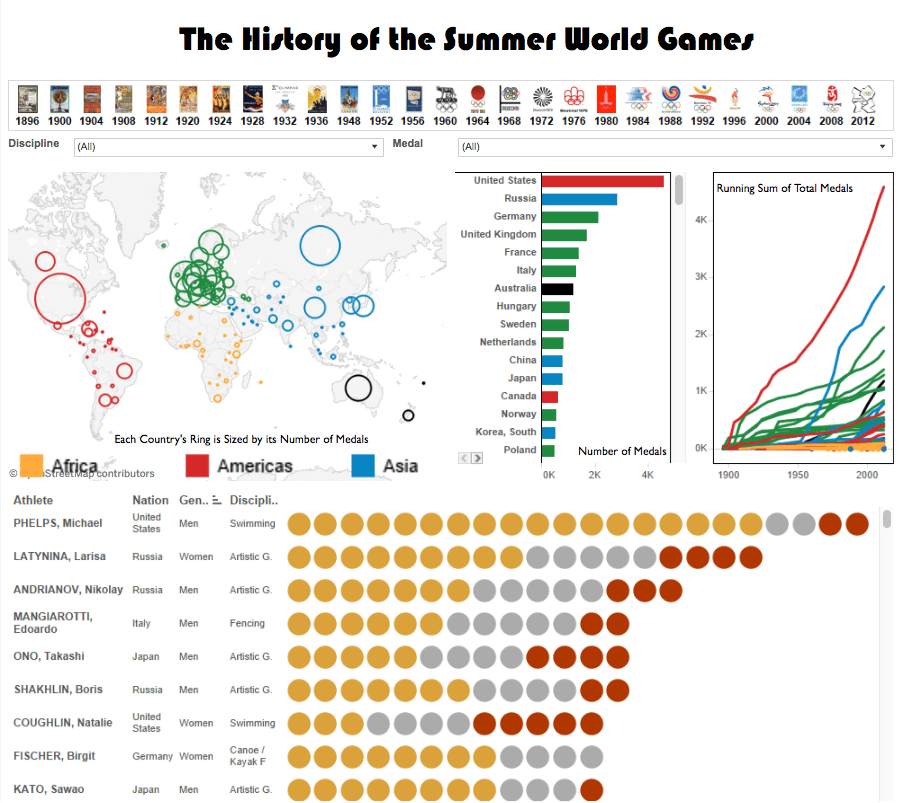 The History of the Summer World Games
1896 1900 1904 1908 1912 1920 1924 1928 1932 1936 1948 1952 1956 1960 1964 1968 1972 1976 1980 1984 1988 1992 1996 2000 2004 2008 2012
Discipline (All) Medal (All)
United States
Russia
Germany
United Kingdom
France
Italy
Australia
Hungary
Sweden
Netherlands
China
Japan
Canada
Norway
Korea, South
Poland
Number of Medals
0K 2K 4K
Running Sum of Total Medals
4K
3K
2K
1K
0K
1900 1950 2000
Each Country's Ring is Sized by its Number of Medals
Africa Americas Asia
© contributors
Athlete Nation Gen.. Discipli..
PHELPS, Michael United States Men Swimming
LATYNINA, Larisa Russia Women Artistic G.
ANDRIANOV, Nikolay Russia Men Artistic G.
MANGIAROTTI, Edoardo Italy Men Fencing
ONO, Takashi Japan Men Artistic G.
SHAKHLIN, Boris Russia Men Artistic G.
COUGHLIN, Natalie United States Women Swimming
FISCHER, Birgit Germany Women Canoe / Kayak F
KATO, Sawao Japan Men Artistic G.